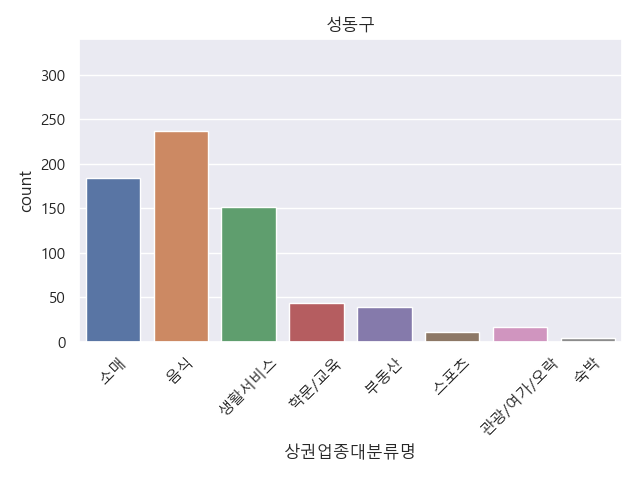 성동구
count
300
250
200
150
100
50
0
소매
음식
생활서비스
학문/교육
부동산
스포츠
관광/여가/오락
숙박
상권업종대분류명